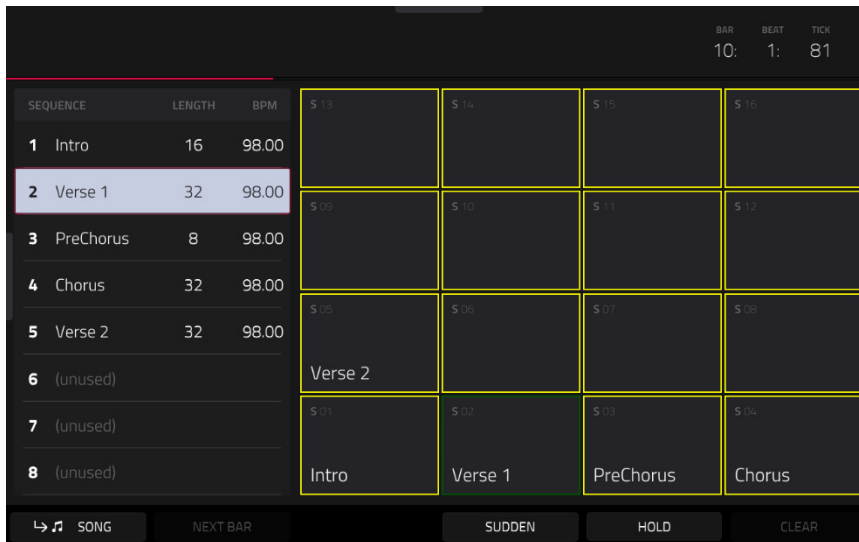 BAR BEAT TICK
10: 1: 81
SEQUENCE LENGTH BPM
1 Intro 16 98.00
2 Verse 1 32 98.00
3 PreChorus 8 98.00
4 Chorus 32 98.00
5 Verse 2 32 98.00
6 (unused)
7 (unused)
8 (unused)
S 13 S 14 S 15 S 16
S 09 S 10 S 11 S 12
S 05 S 06 S 07 S 08
Verse 2
S 01 S 02 S 03 S 04
Intro Verse 1 PreChorus Chorus
SONG NEXT BAR SUDDEN HOLD CLEAR